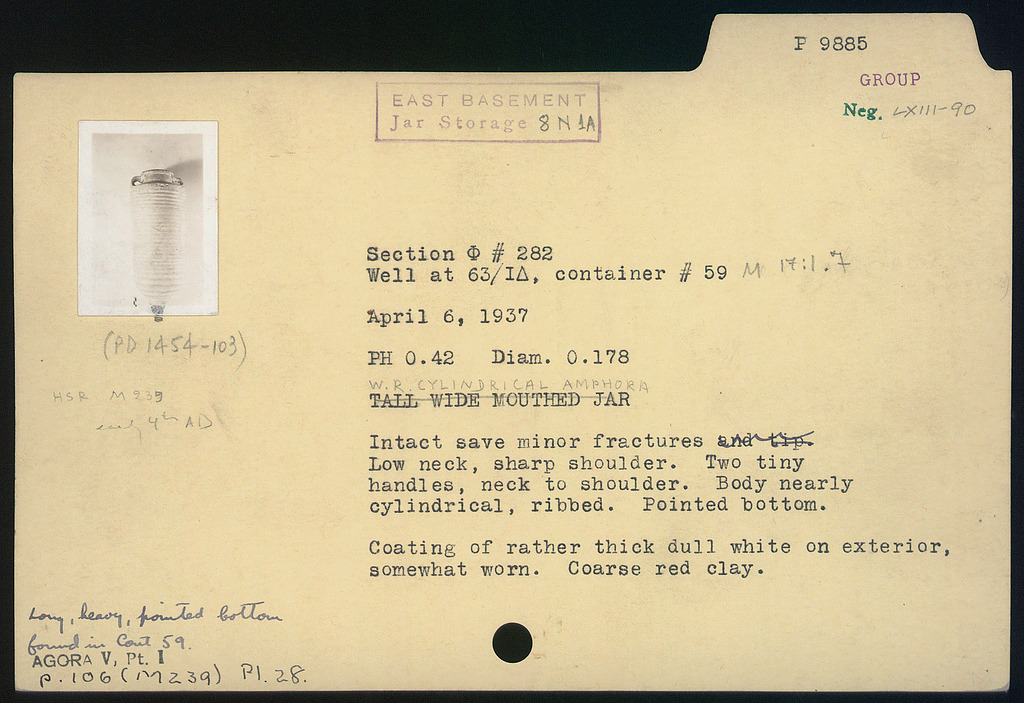 P 9885
GROUP
Neg. LXIII-90
EAST BASEMENT
Jar Storage 8 N 1A
Section Φ # 282
Well at 63/ΙΔ, container # 59 M 17:1.7
April 6, 1937
PH 0.42 Diam. 0.178
W.R. CYLINDRICAL AMPHORA
TALL WIDE MOUTHED JAR
Intact save minor fractures and tip.
Low neck, sharp shoulder. Two tiny
handles, neck to shoulder. Body nearly
cylindrical, ribbed. Pointed bottom.
Coating of rather thick dull white on exterior,
somewhat worn. Coarse red clay.
(PD 1454-103)
HSR M 239
early 4th AD
Long, heavy, pointed bottom
found in Cont 59.
AGORA V, Pt. I
p. 106 (M239) Pl. 28.